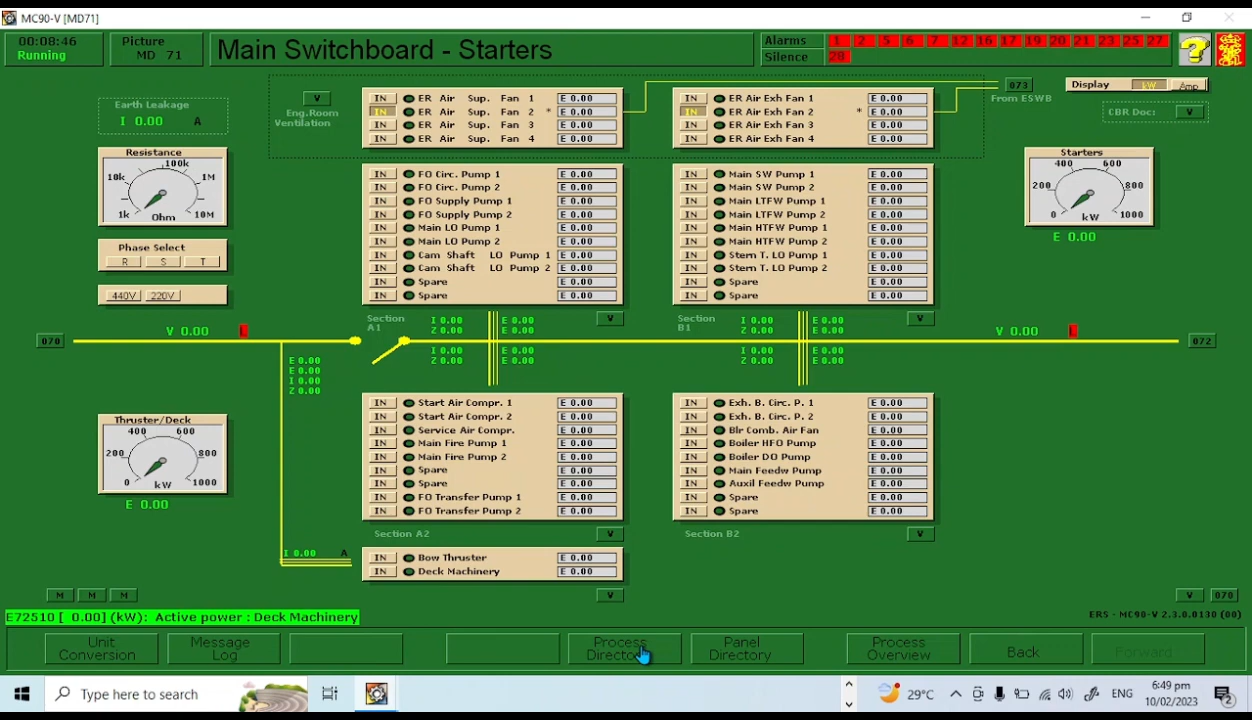 MC90-V [MD71]
00:08:46
Running
Picture
MD 71
Main Switchboard - Starters
Alarms 1 2 5 6 7 12 16 17 19 20 21 23 25 27
Silence 28
Earth Leakage
I 0.00 A
V
Eng.Room
Ventilation
IN ER Air Sup. Fan 1 E 0.00
IN ER Air Sup. Fan 2 * E 0.00
IN ER Air Sup. Fan 3 E 0.00
IN ER Air Sup. Fan 4 E 0.00
IN ER Air Exh Fan 1 E 0.00
IN ER Air Exh Fan 2 * E 0.00
IN ER Air Exh Fan 3 E 0.00
IN ER Air Exh Fan 4 E 0.00
073
From ESWB
Display kW Amp
CBR Doc: V
Resistance
100k
10k 1M
1k Ohm 10M
Phase Select
R S T
440V 220V
IN FO Circ. Pump 1 E 0.00
IN FO Circ. Pump 2 E 0.00
IN FO Supply Pump 1 E 0.00
IN FO Supply Pump 2 E 0.00
IN Main LO Pump 1 E 0.00
IN Main LO Pump 2 E 0.00
IN Cam Shaft LO Pump 1 E 0.00
IN Cam Shaft LO Pump 2 E 0.00
IN Spare E 0.00
IN Spare E 0.00
IN Main SW Pump 1 E 0.00
IN Main SW Pump 2 E 0.00
IN Main LTFW Pump 1 E 0.00
IN Main LTFW Pump 2 E 0.00
IN Main HTFW Pump 1 E 0.00
IN Main HTFW Pump 2 E 0.00
IN Stern T. LO Pump 1 E 0.00
IN Stern T. LO Pump 2 E 0.00
IN Spare E 0.00
IN Spare E 0.00
Starters
400 600
200 800
0 kW 1000
E 0.00
Section
A1
I 0.00 E 0.00
Z 0.00 E 0.00
V
Section
B1
I 0.00 E 0.00
Z 0.00 E 0.00
V
070
V 0.00 L
V 0.00 L
072
I 0.00 E 0.00
Z 0.00 E 0.00
I 0.00 E 0.00
Z 0.00 E 0.00
E 0.00
E 0.00
I 0.00
Z 0.00
Thruster/Deck
400 600
200 800
0 kW 1000
E 0.00
IN Start Air Compr. 1 E 0.00
IN Start Air Compr. 2 E 0.00
IN Service Air Compr. E 0.00
IN Main Fire Pump 1 E 0.00
IN Main Fire Pump 2 E 0.00
IN Spare E 0.00
IN Spare E 0.00
IN FO Transfer Pump 1 E 0.00
IN FO Transfer Pump 2 E 0.00
Section A2 V
IN Exh. B. Circ. P. 1 E 0.00
IN Exh. B. Circ. P. 2 E 0.00
IN Blr Comb. Air Fan E 0.00
IN Boiler HFO Pump E 0.00
IN Boiler DO Pump E 0.00
IN Main Feedw Pump E 0.00
IN Auxil Feedw Pump E 0.00
IN Spare E 0.00
IN Spare E 0.00
Section B2 V
I 0.00 A
IN Bow Thruster E 0.00
IN Deck Machinery E 0.00
M M M V V 070
E72510 [ 0.00] (kW): Active power : Deck Machinery
ERS - MC90-V 2.3.0.0130 (00)
Unit
Conversion
Message
Log
Process
Directory
Panel
Directory
Process
Overview
Back
Forward
Type here to search
29°C
ENG
6:49 pm
10/02/2023
2